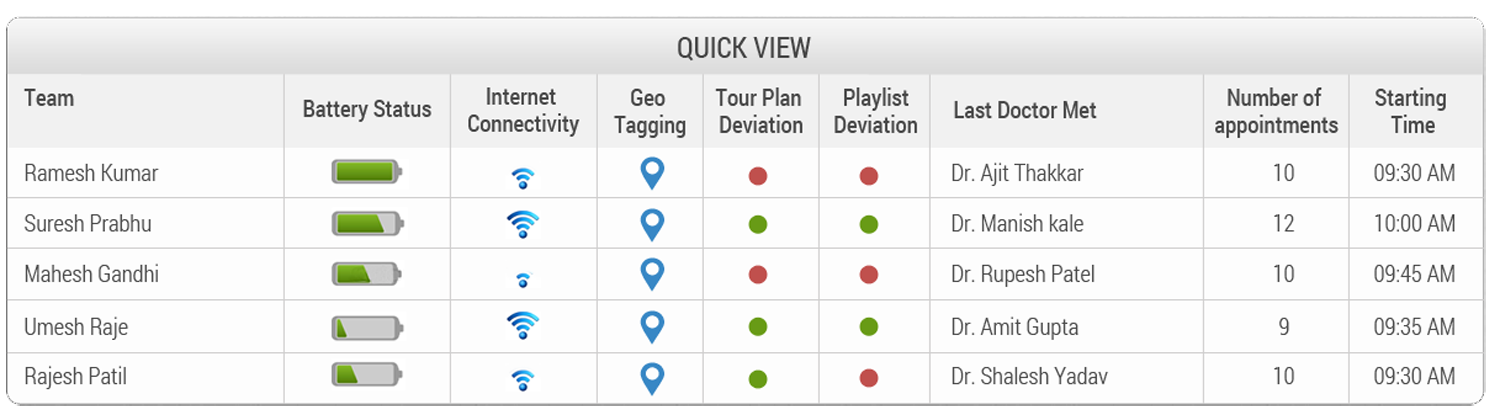 QUICK VIEW
Team Battery Status Internet Connectivity Geo Tagging Tour Plan Deviation Playlist Deviation Last Doctor Met Number of appointments Starting Time
Ramesh Kumar Dr. Ajit Thakkar 10 09:30 AM
Suresh Prabhu Dr. Manish kale 12 10:00 AM
Mahesh Gandhi Dr. Rupesh Patel 10 09:45 AM
Umesh Raje Dr. Amit Gupta 9 09:35 AM
Rajesh Patil Dr. Shalesh Yadav 10 09:30 AM